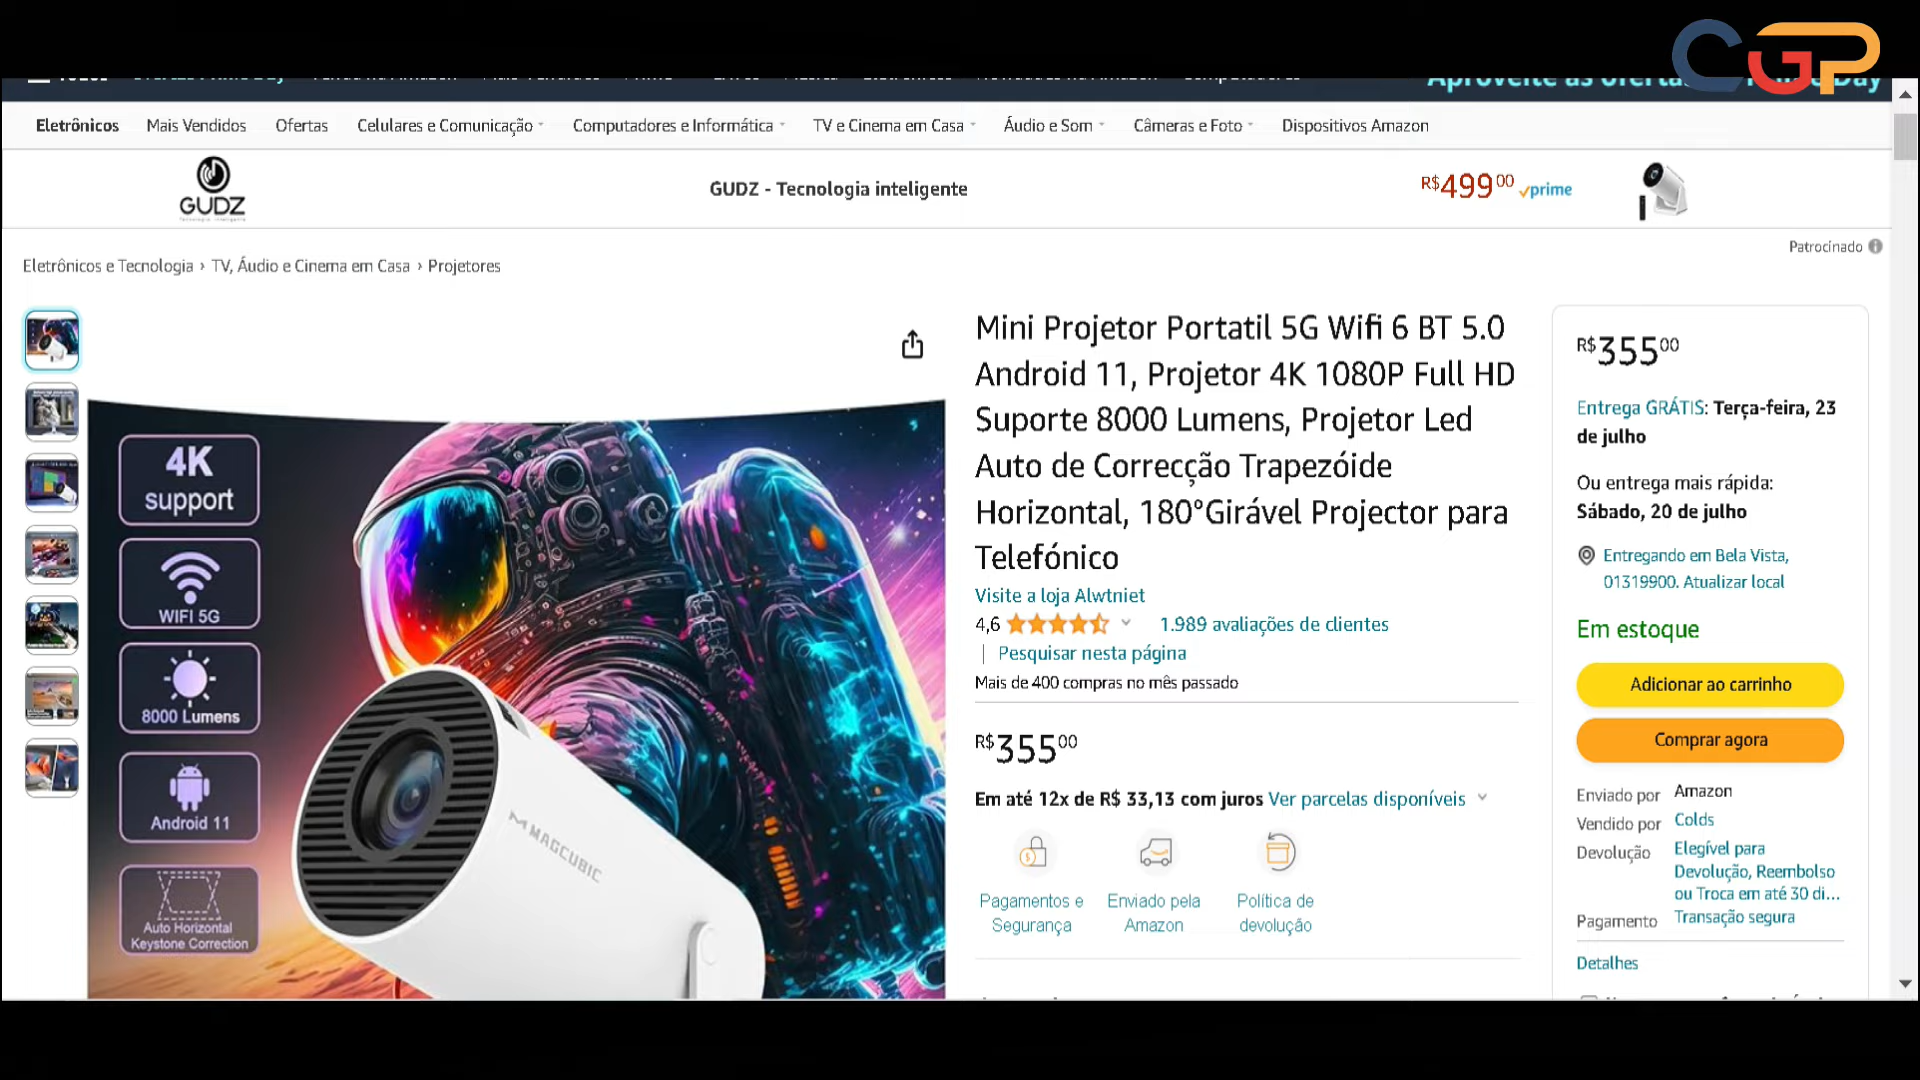 CGP
Eletrônicos
Mais Vendidos
Ofertas
Celulares e Comunicação
Computadores e Informática
TV e Cinema em Casa
Áudio e Som
Câmeras e Foto
Dispositivos Amazon
GUDZ
GUDZ - Tecnologia inteligente
R$49900 prime
Patrocinado
Eletrônicos e Tecnologia › TV, Áudio e Cinema em Casa › Projetores
4K
support
WIFI 5G
8000 Lumens
Android 11
Auto Horizontal
Keystone Correction
MAGCUBIC
Mini Projetor Portatil 5G Wifi 6 BT 5.0
Android 11, Projetor 4K 1080P Full HD
Suporte 8000 Lumens, Projetor Led
Auto de Correcção Trapezóide
Horizontal, 180°Girável Projector para
Telefónico
Visite a loja Alwtniet
4,6 1.989 avaliações de clientes
| Pesquisar nesta página
Mais de 400 compras no mês passado
R$35500
Em até 12x de R$ 33,13 com juros Ver parcelas disponíveis
Pagamentos e
Segurança
Enviado pela
Amazon
Política de
devolução
R$35500
Entrega GRÁTIS: Terça-feira, 23
de julho
Ou entrega mais rápida:
Sábado, 20 de julho
Entregando em Bela Vista,
01319900. Atualizar local
Em estoque
Adicionar ao carrinho
Comprar agora
Enviado por Amazon
Vendido por Colds
Devolução Elegível para
Devolução, Reembolso
ou Troca em até 30 di...
Pagamento Transação segura
Detalhes